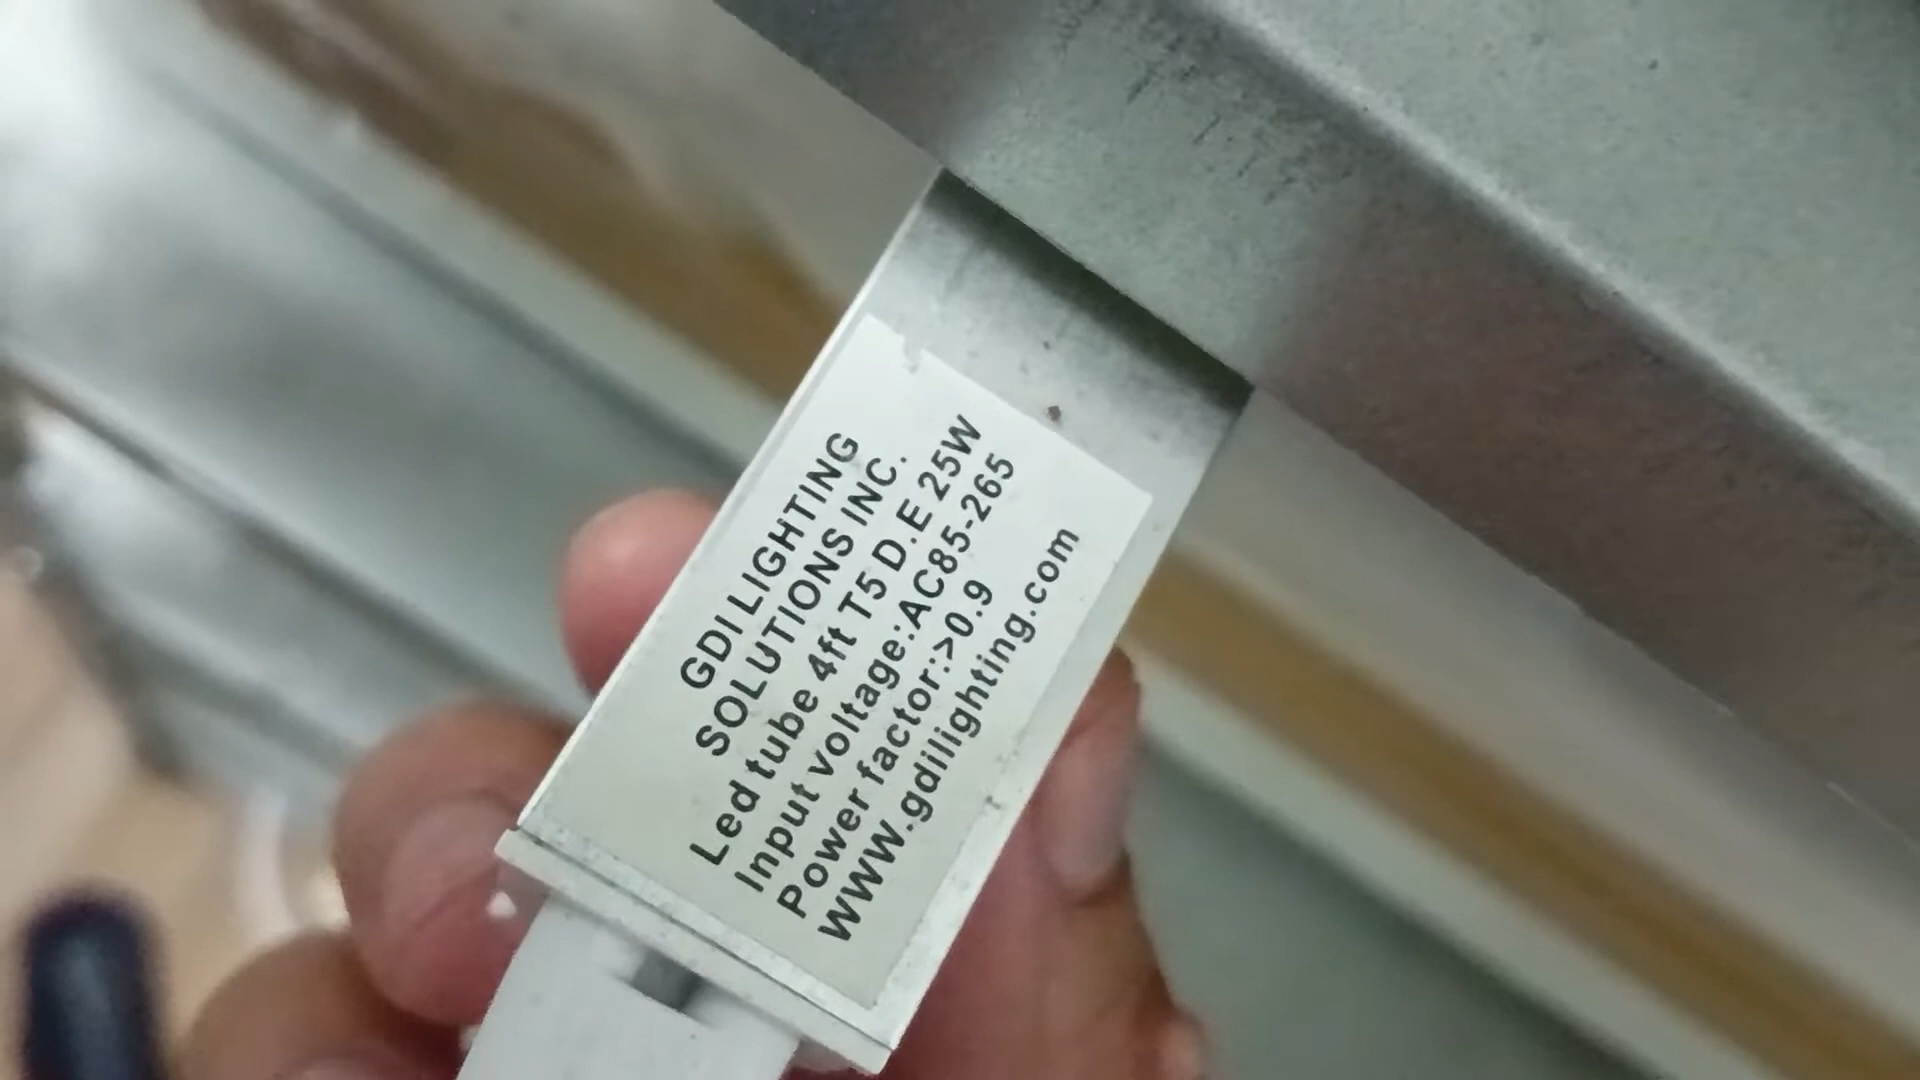 GDI LIGHTING
SOLUTIONS INC.
Led tube 4ft T5 D.E 25W
Input voltage:AC85-265
Power factor::>0.9
WWW.gdilighting.com